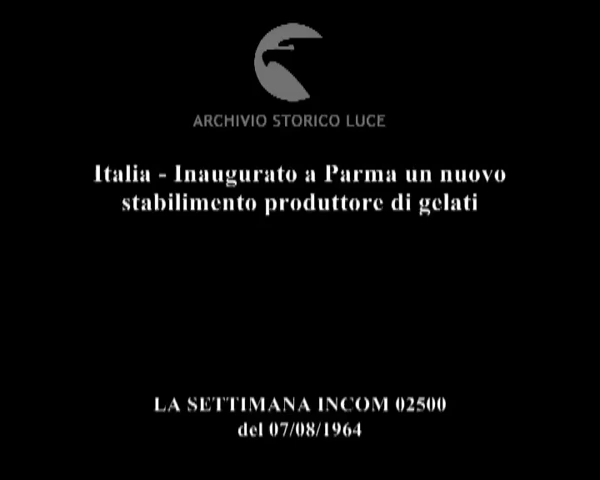 ARCHIVIO STORICO LUCE
Italia - Inaugurato a Parma un nuovo
stabilimento produttore di gelati
LA SETTIMANA INCOM 02500
del 07/08/1964